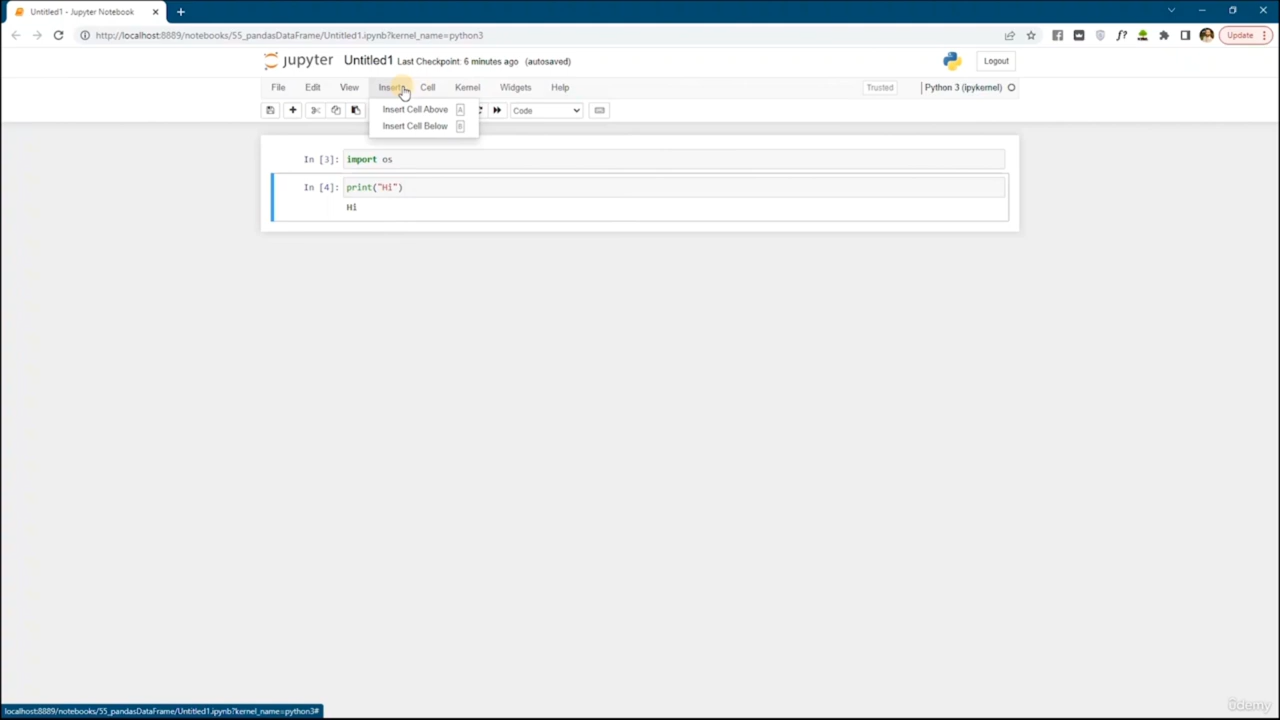 Untitled1 - Jupyter Notebook
http://localhost:8889/notebooks/55_pandasDataFrame/Untitled1.ipynb?kernel_name=python3
f?
Update
jupyter Untitled1 Last Checkpoint: 6 minutes ago (autosaved)
Logout
File Edit View Insert Cell Kernel Widgets Help
Trusted
Python 3 (ipykernel)
Insert Cell Above A
Code
Insert Cell Below B
In [3]: import os
In [4]: print("Hi")
Hi
localhost:8889/notebooks/55_pandasDataFrame/Untitled1.ipynb?kernel_name=python3#
ûdemy